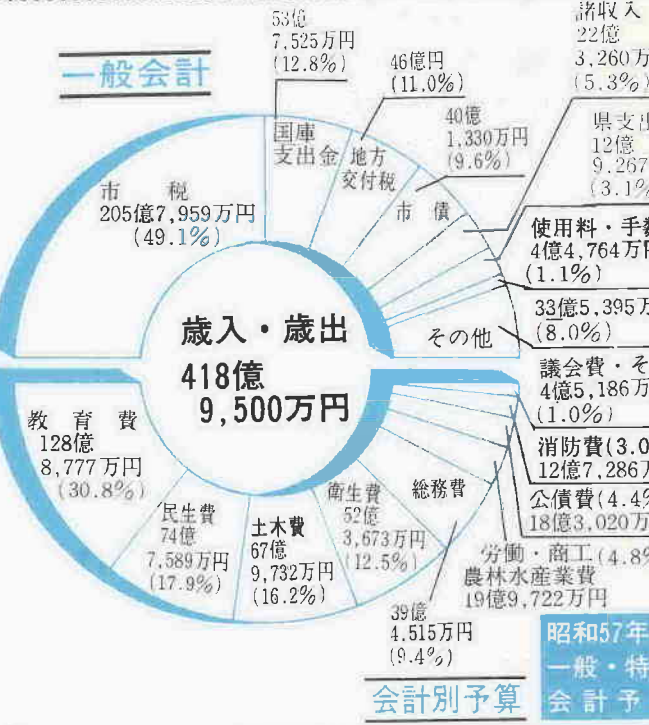 一般会計
53億
7,525万円
(12.8%)
国庫
支出金
46億円
(11.0%)
地方
交付税
40億
1,330万円
(9.6%)
市債
諸収入
22億
3,260万
(5.3%)
県支出
12億
9,267
(3.1%
使用料・手数
4億4,764万円
(1.1%)
33億5,395万
(8.0%)
その他
市税
205億7,959万円
(49.1%)
歳入・歳出
418億
9,500万円
教育費
128億
8,777万円
(30.8%)
民生費
74億
7,589万円
(17.9%)
土木費
67億
9,732万円
(16.2%)
衛生費
52億
3,673万円
(12.5%)
総務費
39億
4,515万円
(9.4%)
議会費・そ
4億5,186万
(1.0%)
消防費(3.0
12億7,286万
公債費(4.4%
18億3,020万
労働・商工(4.8%
農林水産業費
19億9,722万円
会計別予算
昭和57年
一般・特
会計予